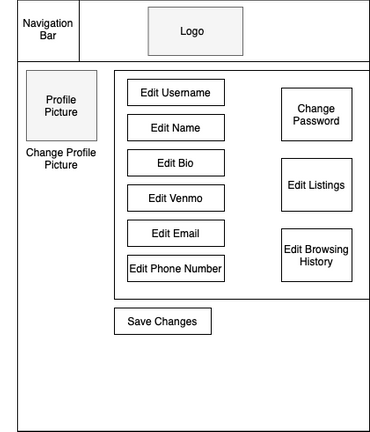 Navigation
Bar
Logo
Profile
Picture
Change Profile
Picture
Edit Username
Edit Name
Edit Bio
Edit Venmo
Edit Email
Edit Phone Number
Change
Password
Edit Listings
Edit Browsing
History
Save Changes